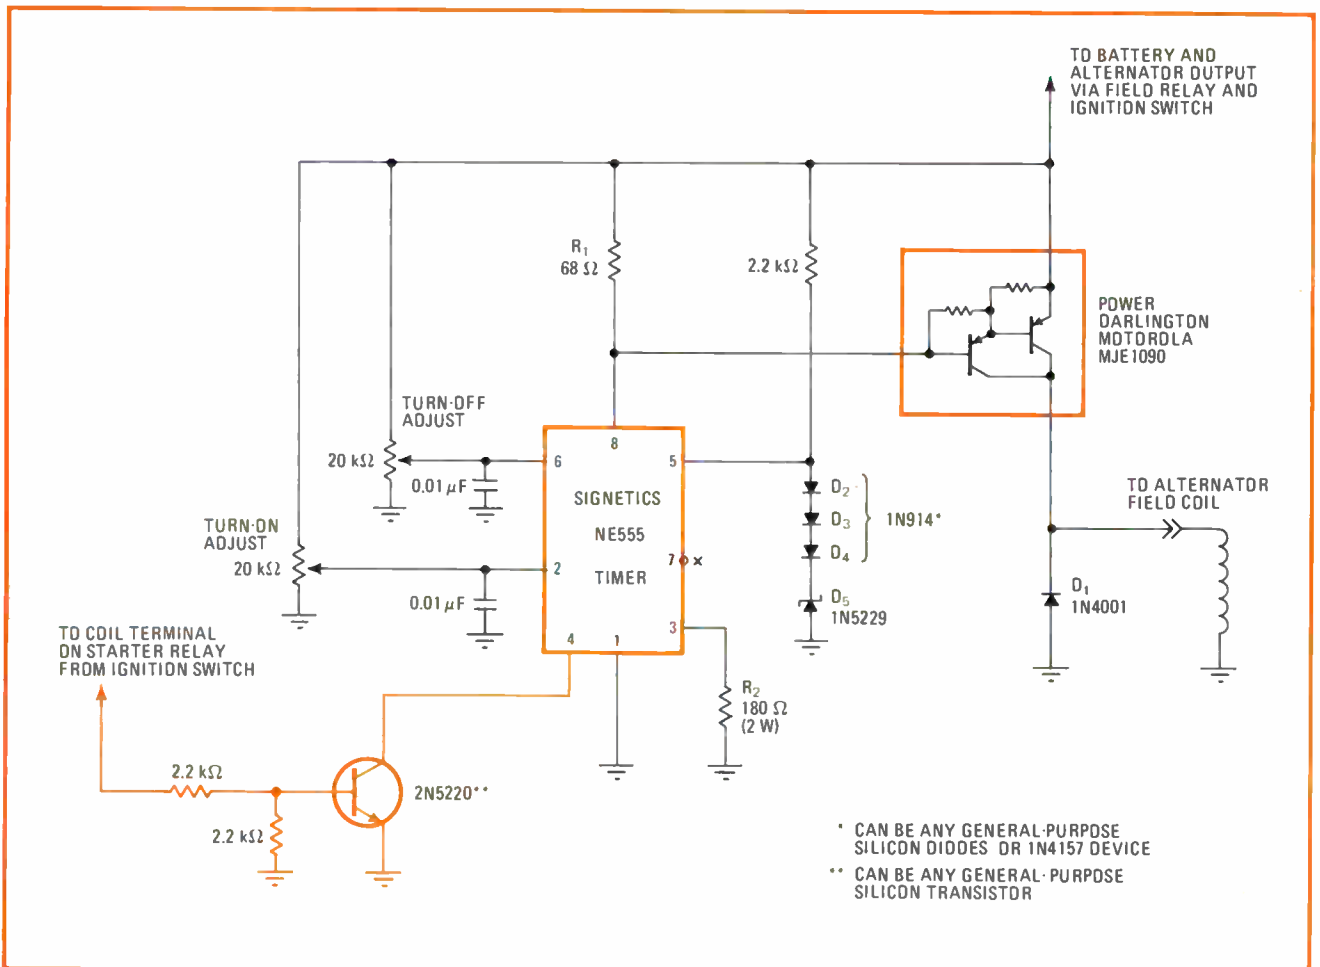 TO BATTERY AND
ALTERNATOR OUTPUT
VIA FIELD RELAY AND
IGNITION SWITCH
R1
68 Ω
2.2 kΩ
POWER
DARLINGTON
MOTOROLA
MJE1090
TURN-OFF
ADJUST
20 kΩ
0.01 μF
8
6
5
SIGNETICS
NE555
TIMER
7
x
2
3
4
1
D2
D3
D4
1N914*
D5
1N5229
TO ALTERNATOR
FIELD COIL
D1
1N4001
TURN-ON
ADJUST
20 kΩ
0.01 μF
TO COIL TERMINAL
ON STARTER RELAY
FROM IGNITION SWITCH
R2
180 Ω
(2 W)
2.2 kΩ
2.2 kΩ
2N5220**
* CAN BE ANY GENERAL-PURPOSE
SILICON DIODES OR 1N4157 DEVICE
** CAN BE ANY GENERAL-PURPOSE
SILICON TRANSISTOR